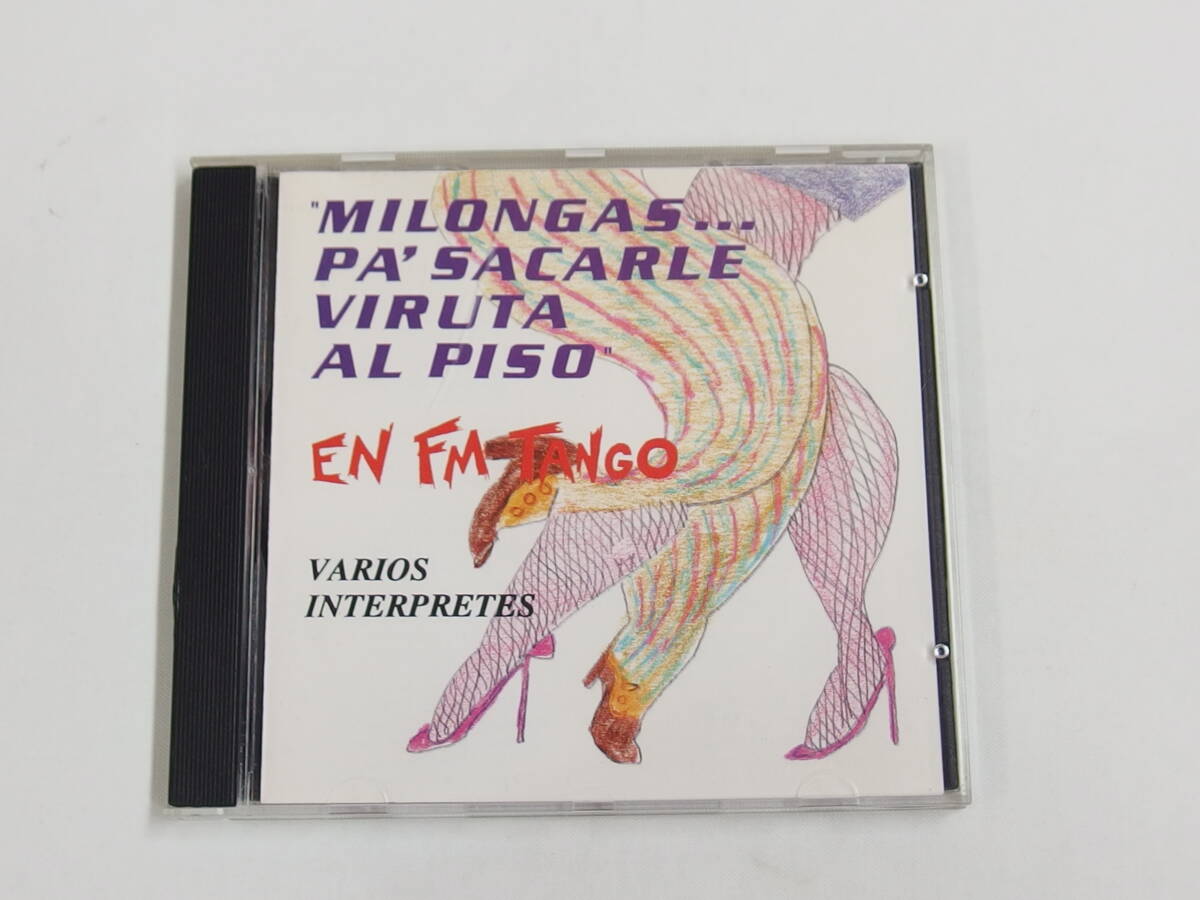 "MILONGAS...
PA' SACARLE
VIRUTA
AL PISO"
EN FM TANGO
VARIOS
INTERPRETES